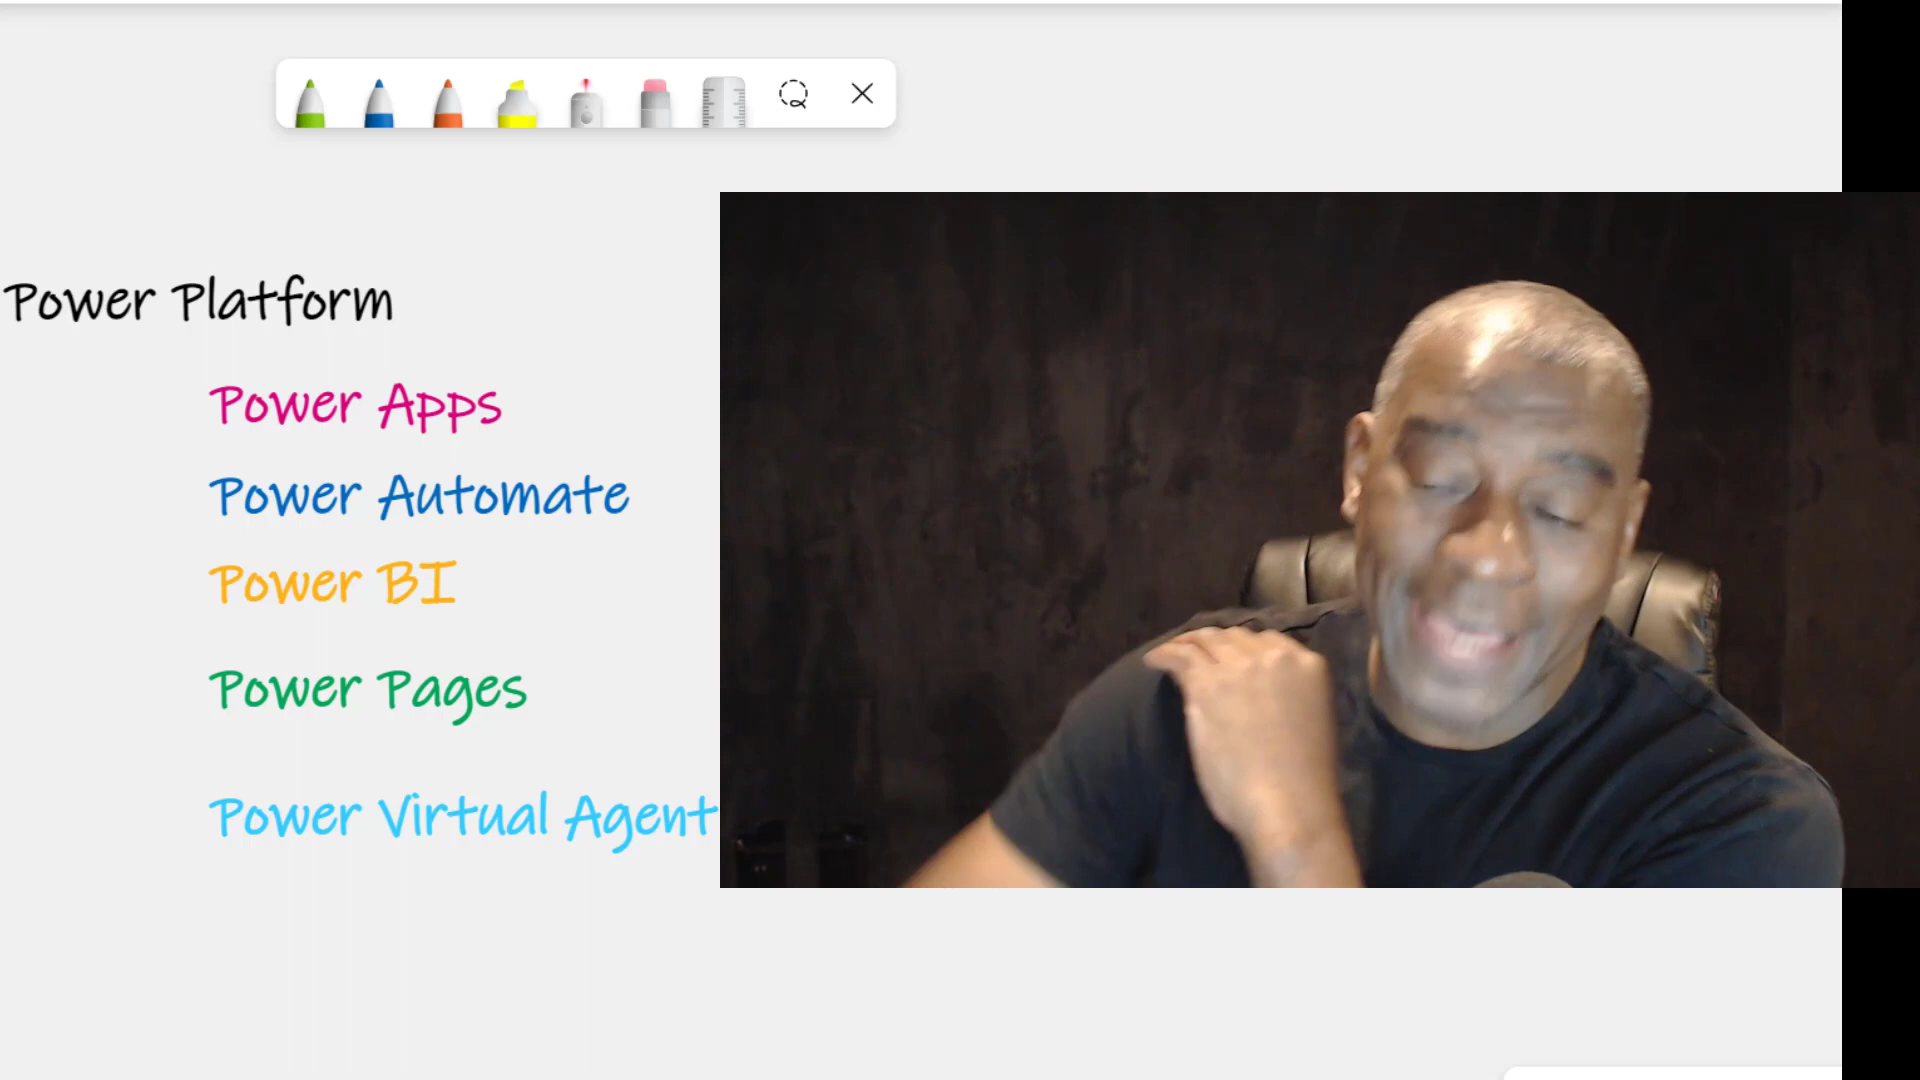 Power Platform
Power Apps
Power Automate
Power BI
Power Pages
Power Virtual Agent